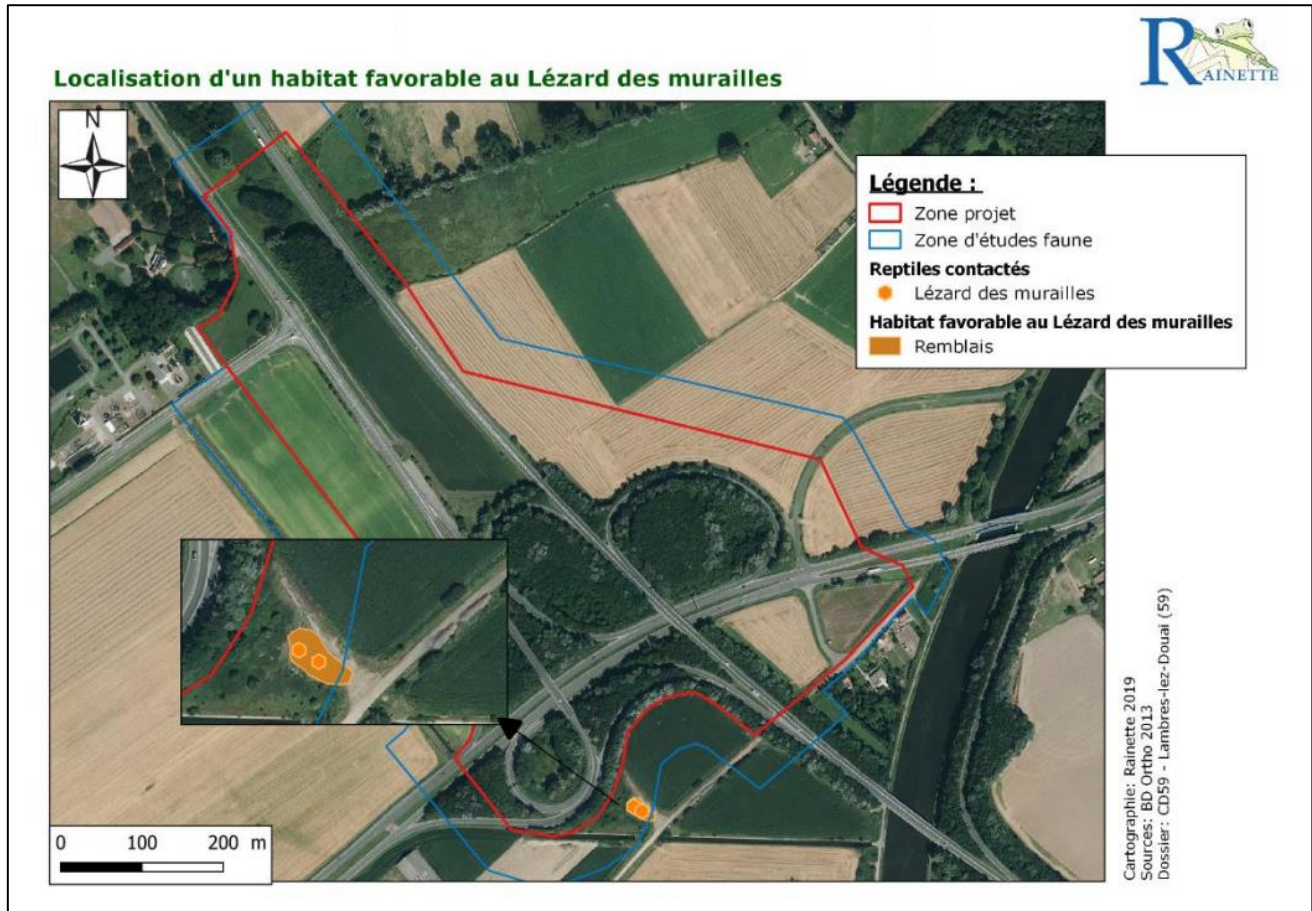 RAINETTE
Localisation d'un habitat favorable au Lézard des murailles
N
Légende :
Zone projet
Zone d'études faune
Reptiles contactés
Lézard des murailles
Habitat favorable au Lézard des murailles
Remblais
0 100 200 m
Cartographie: Rainette 2019
Sources: BD Ortho 2013
Dossier: CD59 - Lambres-lez-Douai (59)